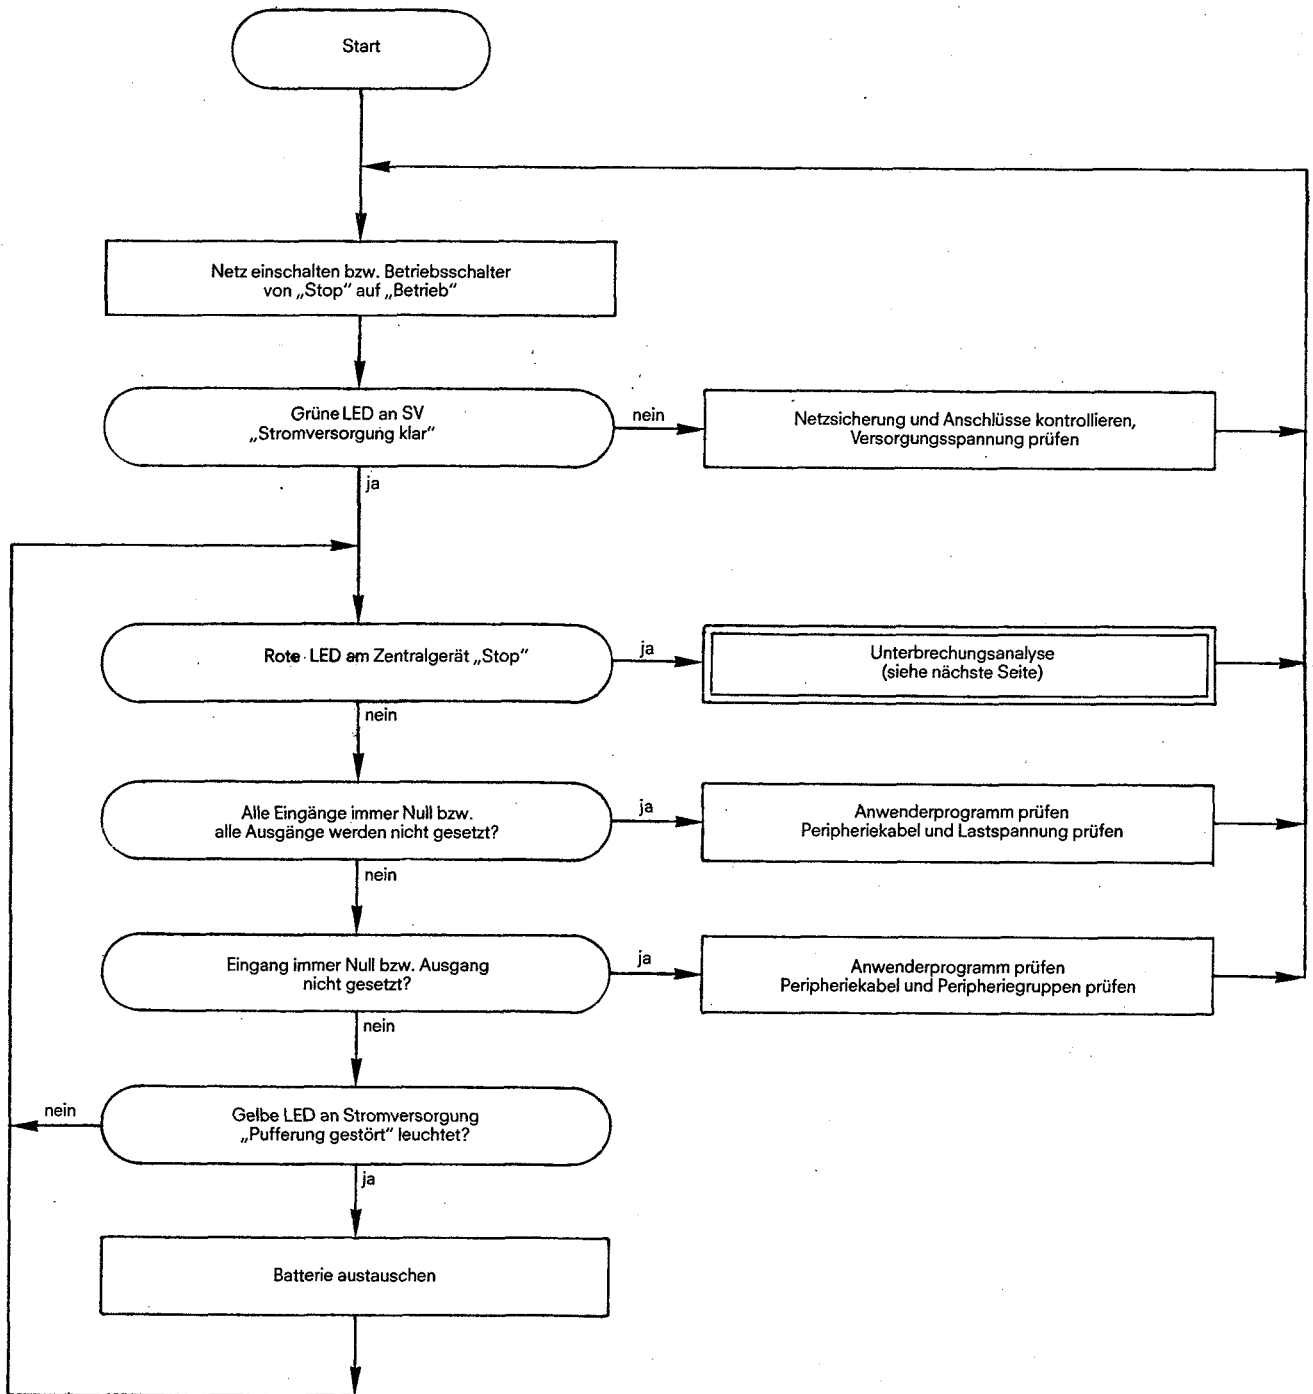 Start
Netz einschalten bzw. Betriebsschalter
von „Stop" auf „Betrieb"
Grüne LED an SV
„Stromversorgung klar"
nein
Netzsicherung und Anschlüsse kontrollieren,
Versorgungsspannung prüfen
ja
Rote LED am Zentralgerät „Stop"
ja
Unterbrechungsanalyse
(siehe nächste Seite)
nein
Alle Eingänge immer Null bzw.
alle Ausgänge werden nicht gesetzt?
ja
Anwenderprogramm prüfen
Peripheriekabel und Lastspannung prüfen
nein
Eingang immer Null bzw. Ausgang
nicht gesetzt?
ja
Anwenderprogramm prüfen
Peripheriekabel und Peripheriegruppen prüfen
nein
Gelbe LED an Stromversorgung
„Pufferung gestört" leuchtet?
nein
ja
Batterie austauschen